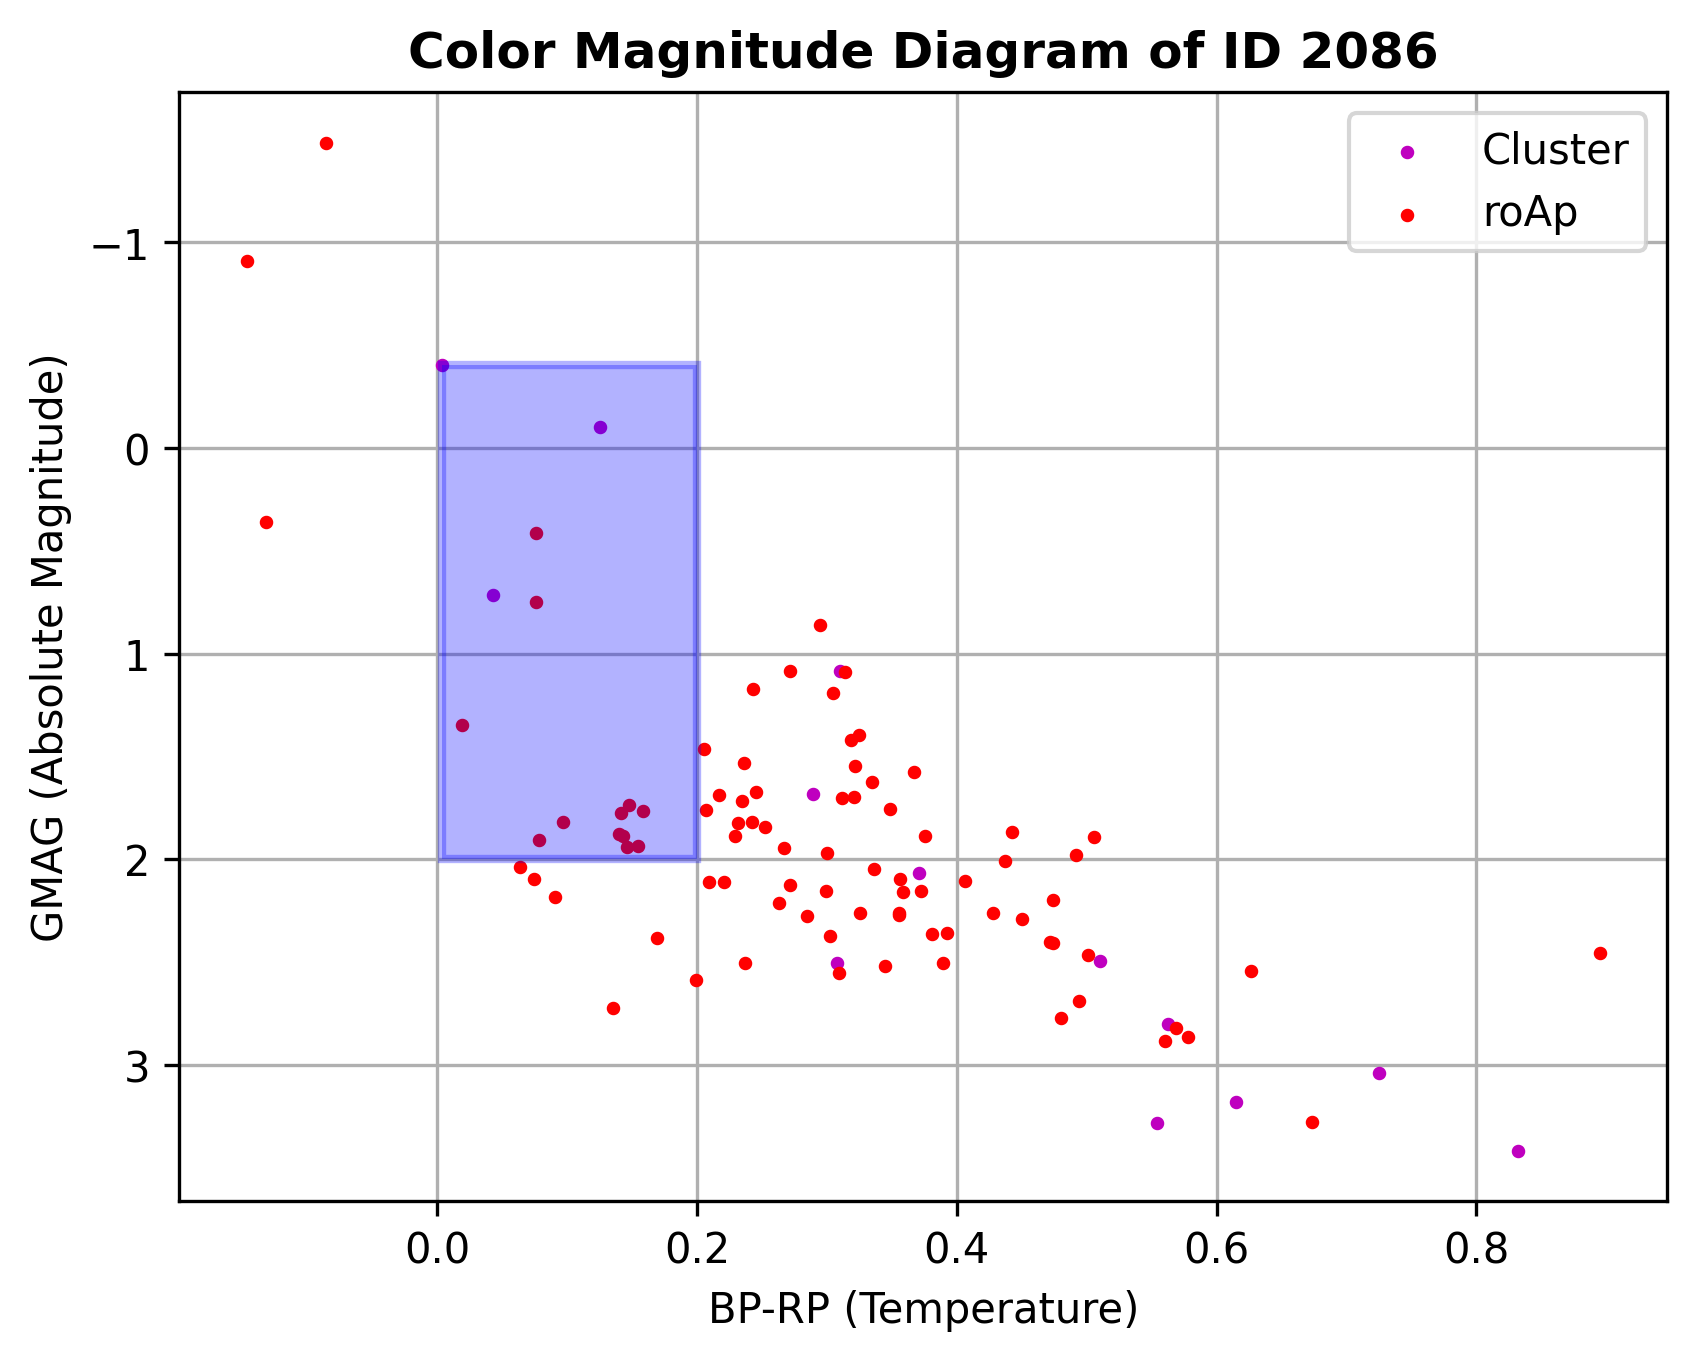 Color Magnitude Diagram of ID 2086
Cluster
roAp
−1
0
1
2
3
GMAG (Absolute Magnitude)
0.0 0.2 0.4 0.6 0.8
BP-RP (Temperature)